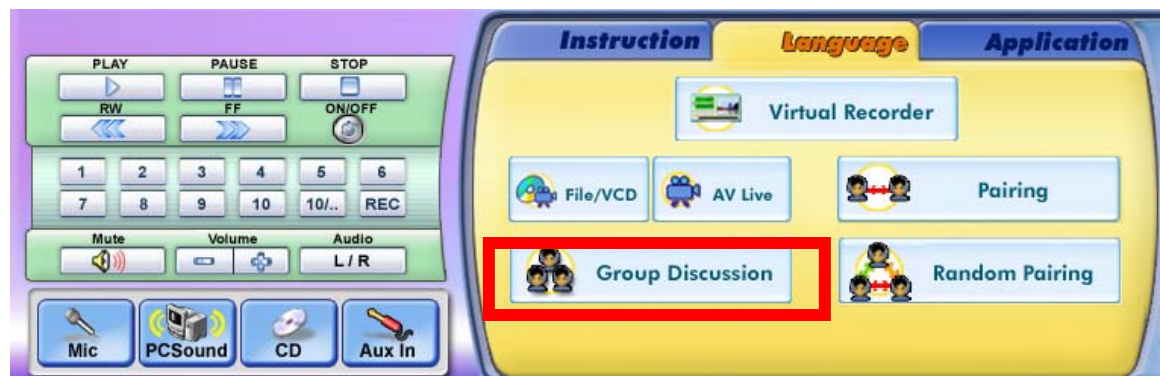 PLAY PAUSE STOP
RW FF ON/OFF
1 2 3 4 5 6
7 8 9 10 10/.. REC
Mute Volume Audio
L / R
Mic PCSound CD Aux In
Instruction Language Application
Virtual Recorder
File/VCD AV Live Pairing
Group Discussion Random Pairing